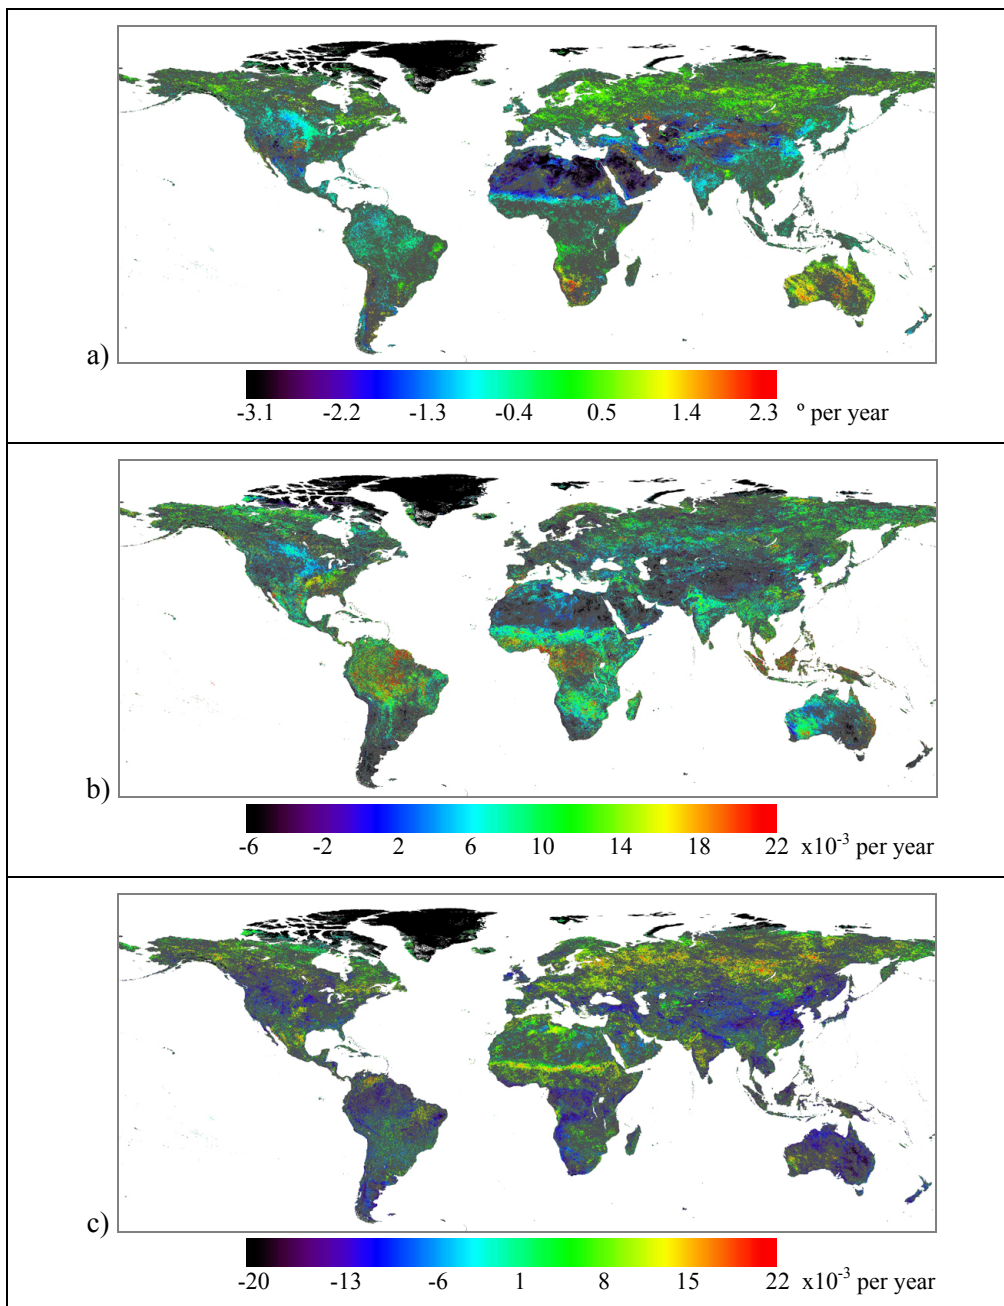 a)
-3.1 -2.2 -1.3 -0.4 0.5 1.4 2.3 º per year
b)
-6 -2 2 6 10 14 18 22 x10⁻³ per year
c)
-20 -13 -6 1 8 15 22 x10⁻³ per year